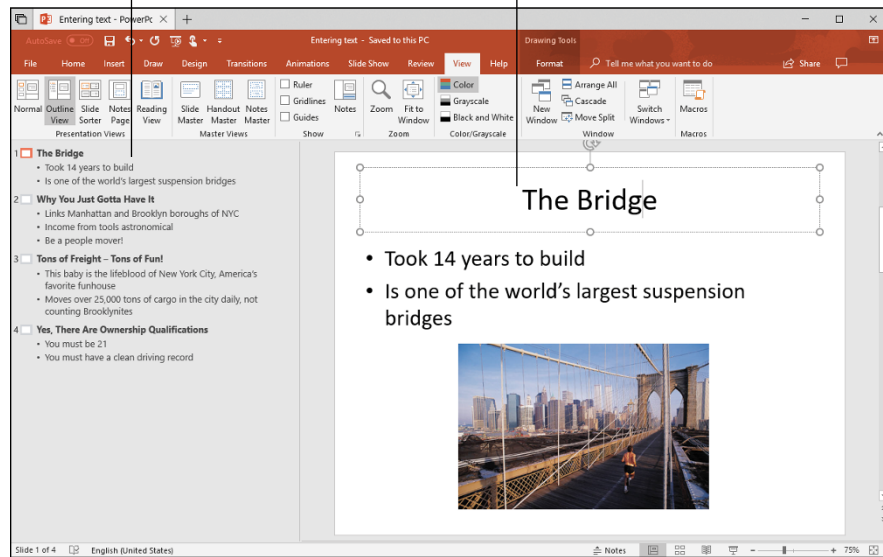 Entering text - PowerPc
AutoSave Off
Entering text - Saved to this PC
Drawing Tools
File Home Insert Draw Design Transitions Animations Slide Show Review View Help Format Tell me what you want to do Share
Normal Outline View Slide Sorter Notes Page Reading View
Presentation Views
Slide Master Handout Master Notes Master
Master Views
Ruler
Gridlines
Guides
Show
Notes
Zoom Fit to Window
Zoom
Color
Grayscale
Black and White
Color/Grayscale
New Window
Arrange All
Cascade
Move Split
Switch Windows
Window
Macros
Macros
1 The Bridge
• Took 14 years to build
• Is one of the world's largest suspension bridges
2 Why You Just Gotta Have It
• Links Manhattan and Brooklyn boroughs of NYC
• Income from tools astronomical
• Be a people mover!
3 Tons of Freight – Tons of Fun!
• This baby is the lifeblood of New York City, America's
favorite funhouse
• Moves over 25,000 tons of cargo in the city daily, not
counting Brooklynites
4 Yes, There Are Ownership Qualifications
• You must be 21
• You must have a clean driving record
The Bridge
• Took 14 years to build
• Is one of the world's largest suspension
bridges
Slide 1 of 4 English (United States)
Notes 75%